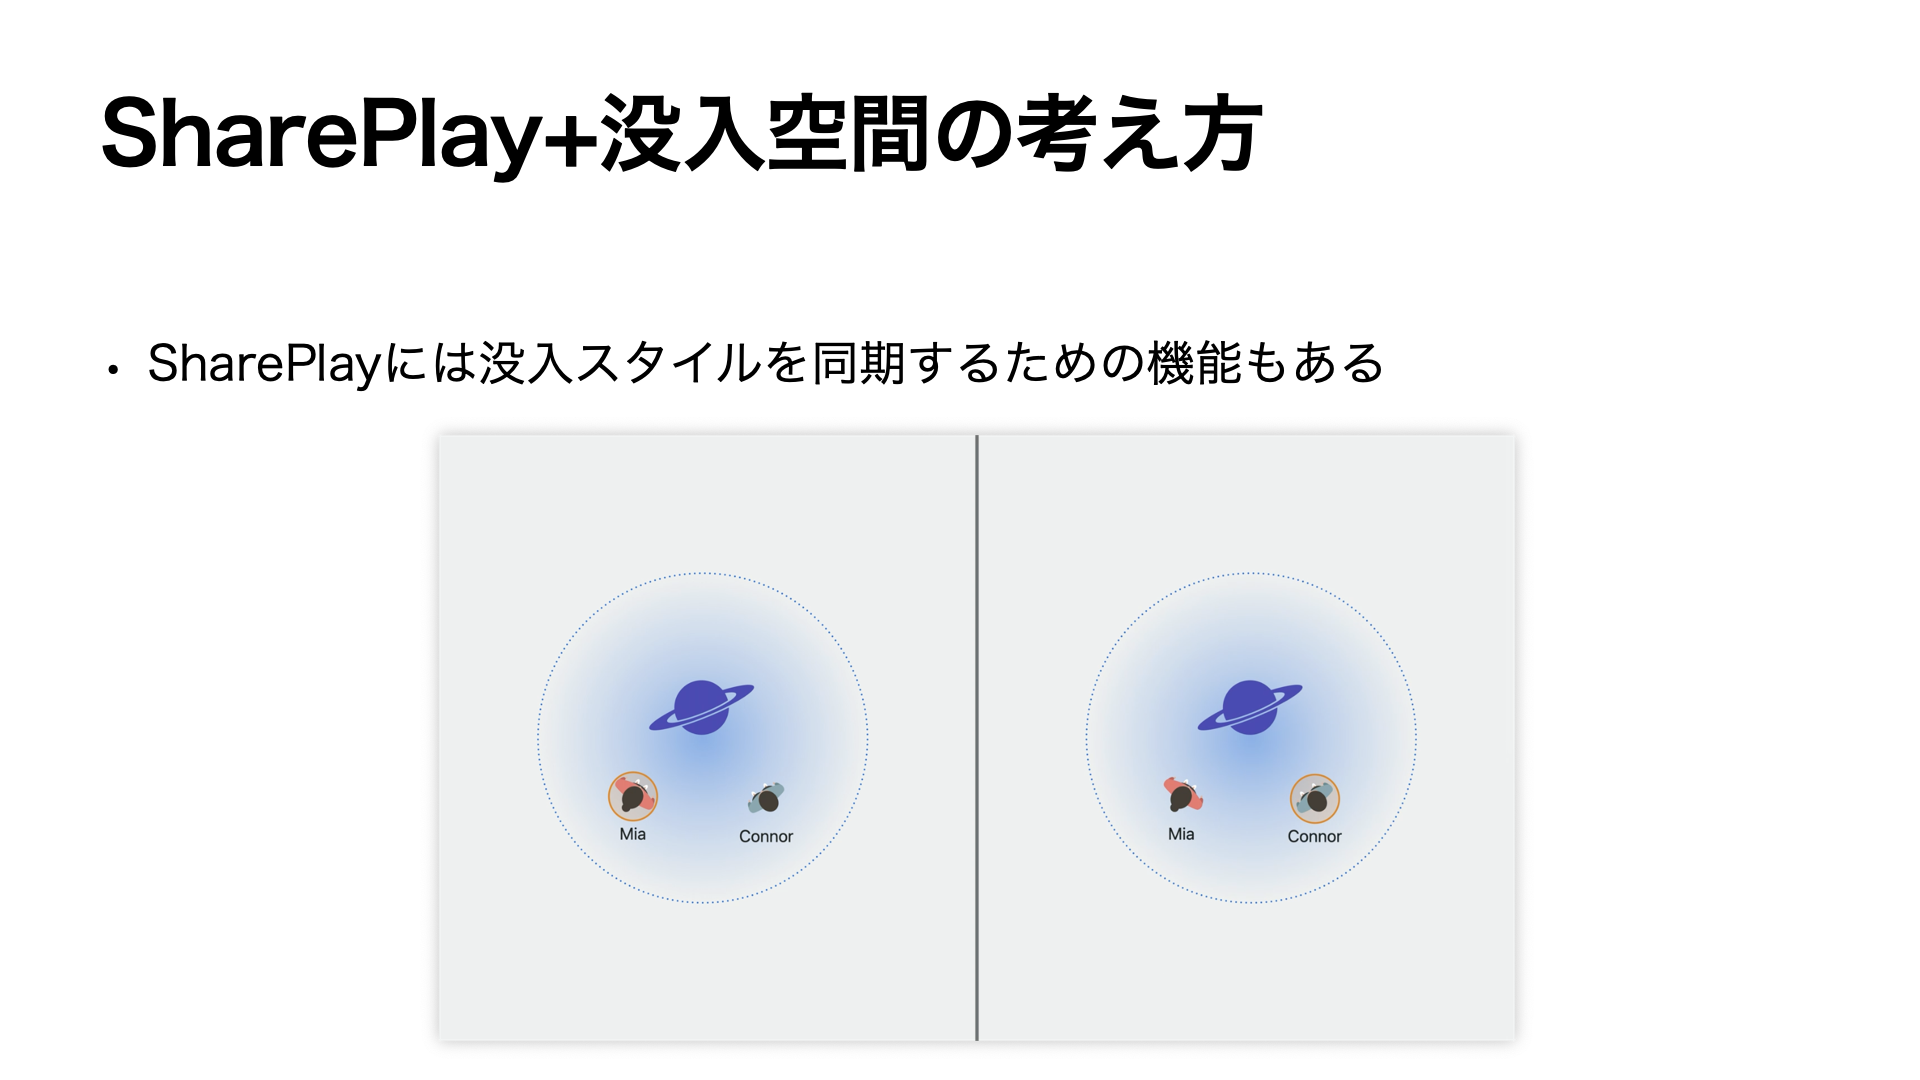 SharePlay+没入空間の考え方
• SharePlayには没入スタイルを同期するための機能もある
Mia
Connor
Mia
Connor